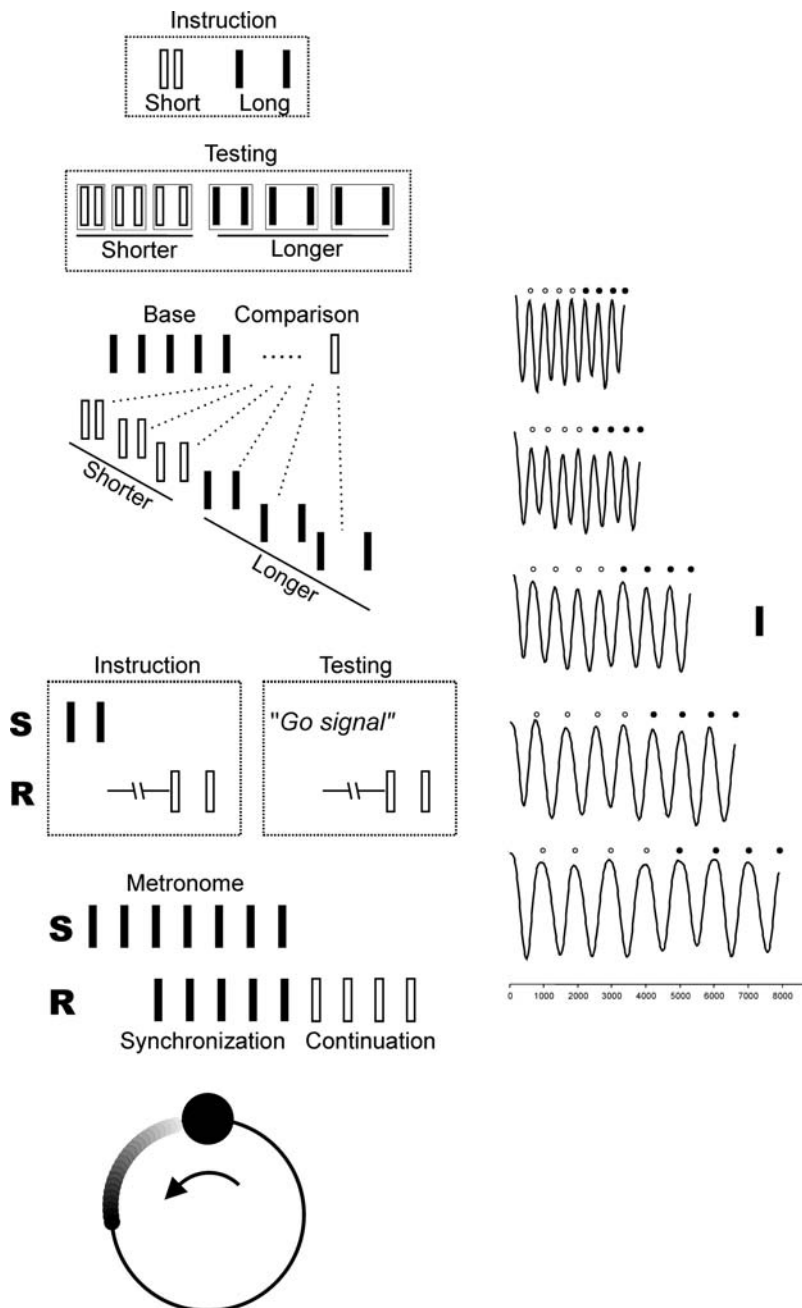 Instruction
Short Long
Testing
Shorter Longer
Base Comparison
Shorter
Longer
Instruction Testing
S "Go signal"
R
Metronome
S
R
Synchronization Continuation
0 1000 2000 3000 4000 5000 6000 7000 8000